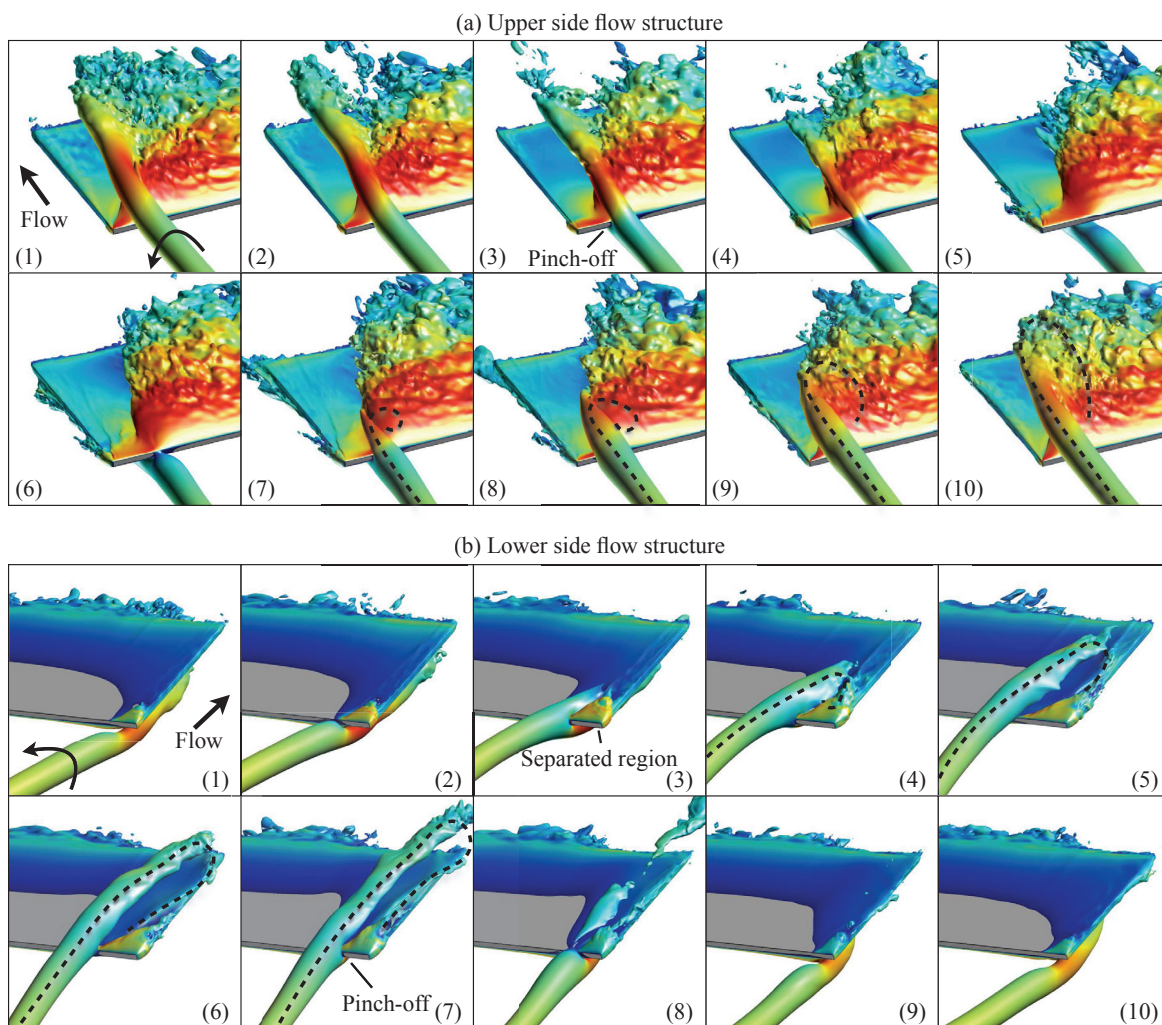 (a) Upper side flow structure
Flow
(1)
(2)
(3)
Pinch-off
(4)
(5)
(6)
(7)
(8)
(9)
(10)
(b) Lower side flow structure
Flow
(1)
(2)
Separated region
(3)
(4)
(5)
(6)
Pinch-off
(7)
(8)
(9)
(10)